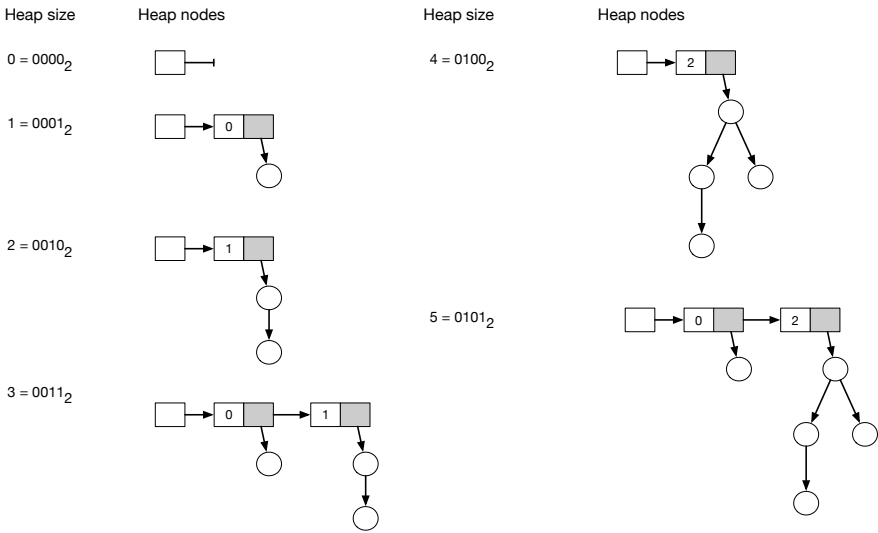 Heap size Heap nodes
0 = 0000₂
1 = 0001₂
0
2 = 0010₂
1
3 = 0011₂
0 1
Heap size Heap nodes
4 = 0100₂
2
5 = 0101₂
0 2